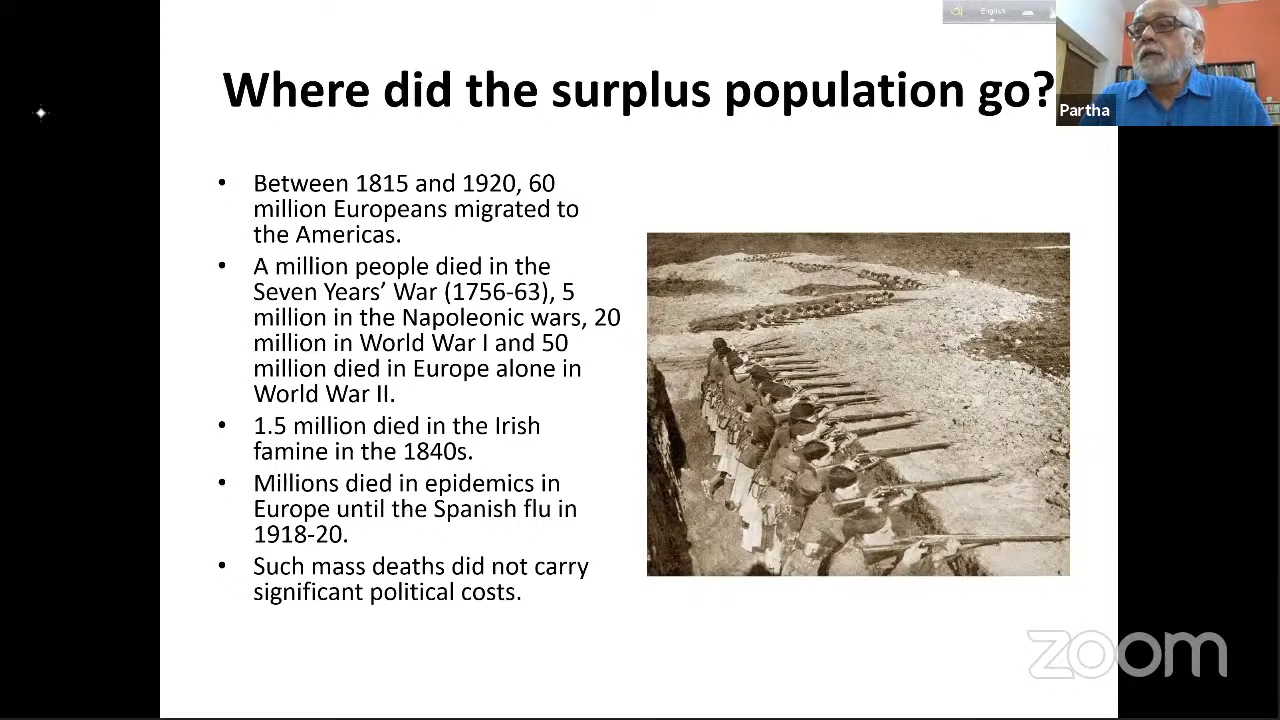 English
Where did the surplus population go?
Partha
• Between 1815 and 1920, 60
million Europeans migrated to
the Americas.
• A million people died in the
Seven Years’ War (1756-63), 5
million in the Napoleonic wars, 20
million in World War I and 50
million died in Europe alone in
World War II.
• 1.5 million died in the Irish
famine in the 1840s.
• Millions died in epidemics in
Europe until the Spanish flu in
1918-20.
• Such mass deaths did not carry
significant political costs.
zoom